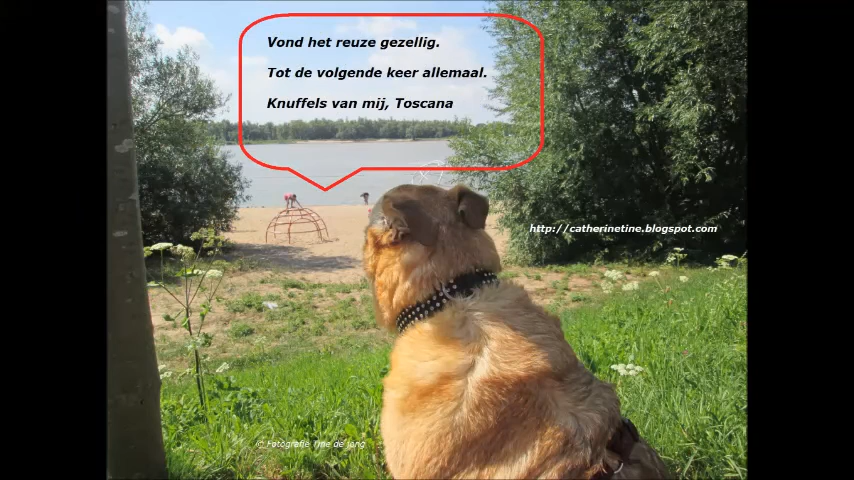 Vond het reuze gezellig.
Tot de volgende keer allemaal.
Knuffels van mij, Toscana
http://catherinetine.blogspot.com
© Fotografie Tine de Jong